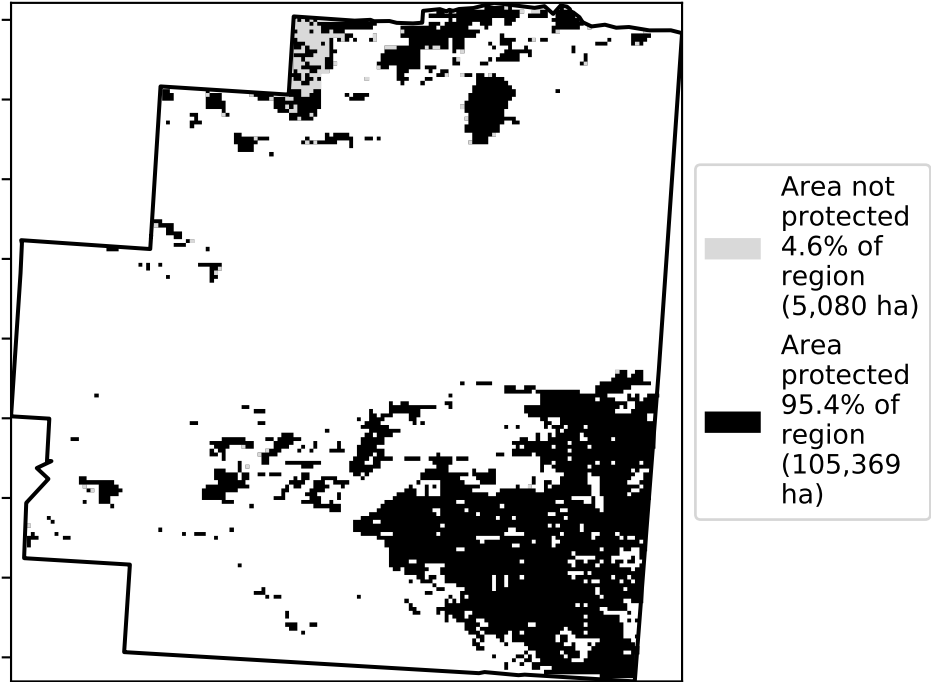 Area not
protected
4.6% of
region
(5,080 ha)
Area
protected
95.4% of
region
(105,369
ha)